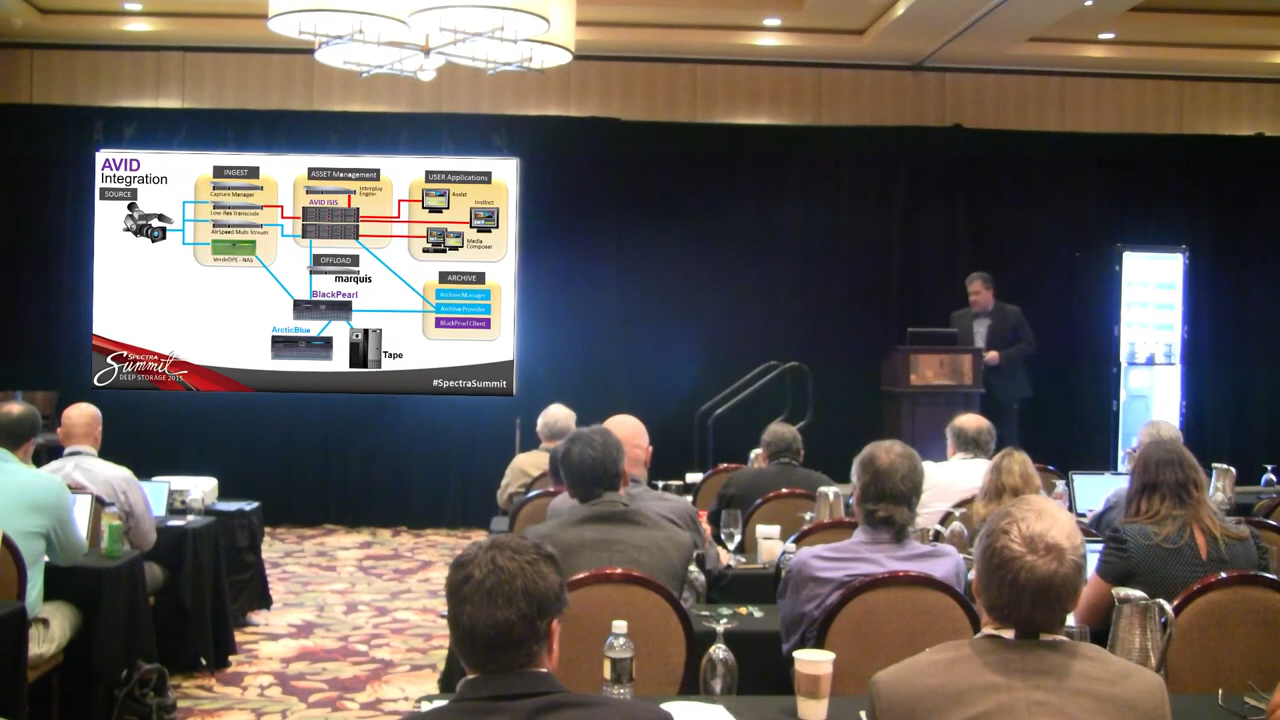 AVID
Integration
SOURCE
INGEST
Capture Manager
Low-Res Transcode
AirSpeed Multi Stream
VerdeDPE - NAS
ASSET Management
Interplay
Engine
AVID ISIS
USER Applications
Assist
Instinct
Media
Composer
OFFLOAD
marquis
BlackPearl
ArcticBlue
Tape
ARCHIVE
Archive Manager
Archive Provider
BlackPearl Client
SPECTRA
Summit
DEEP STORAGE 2015
#SpectraSummit